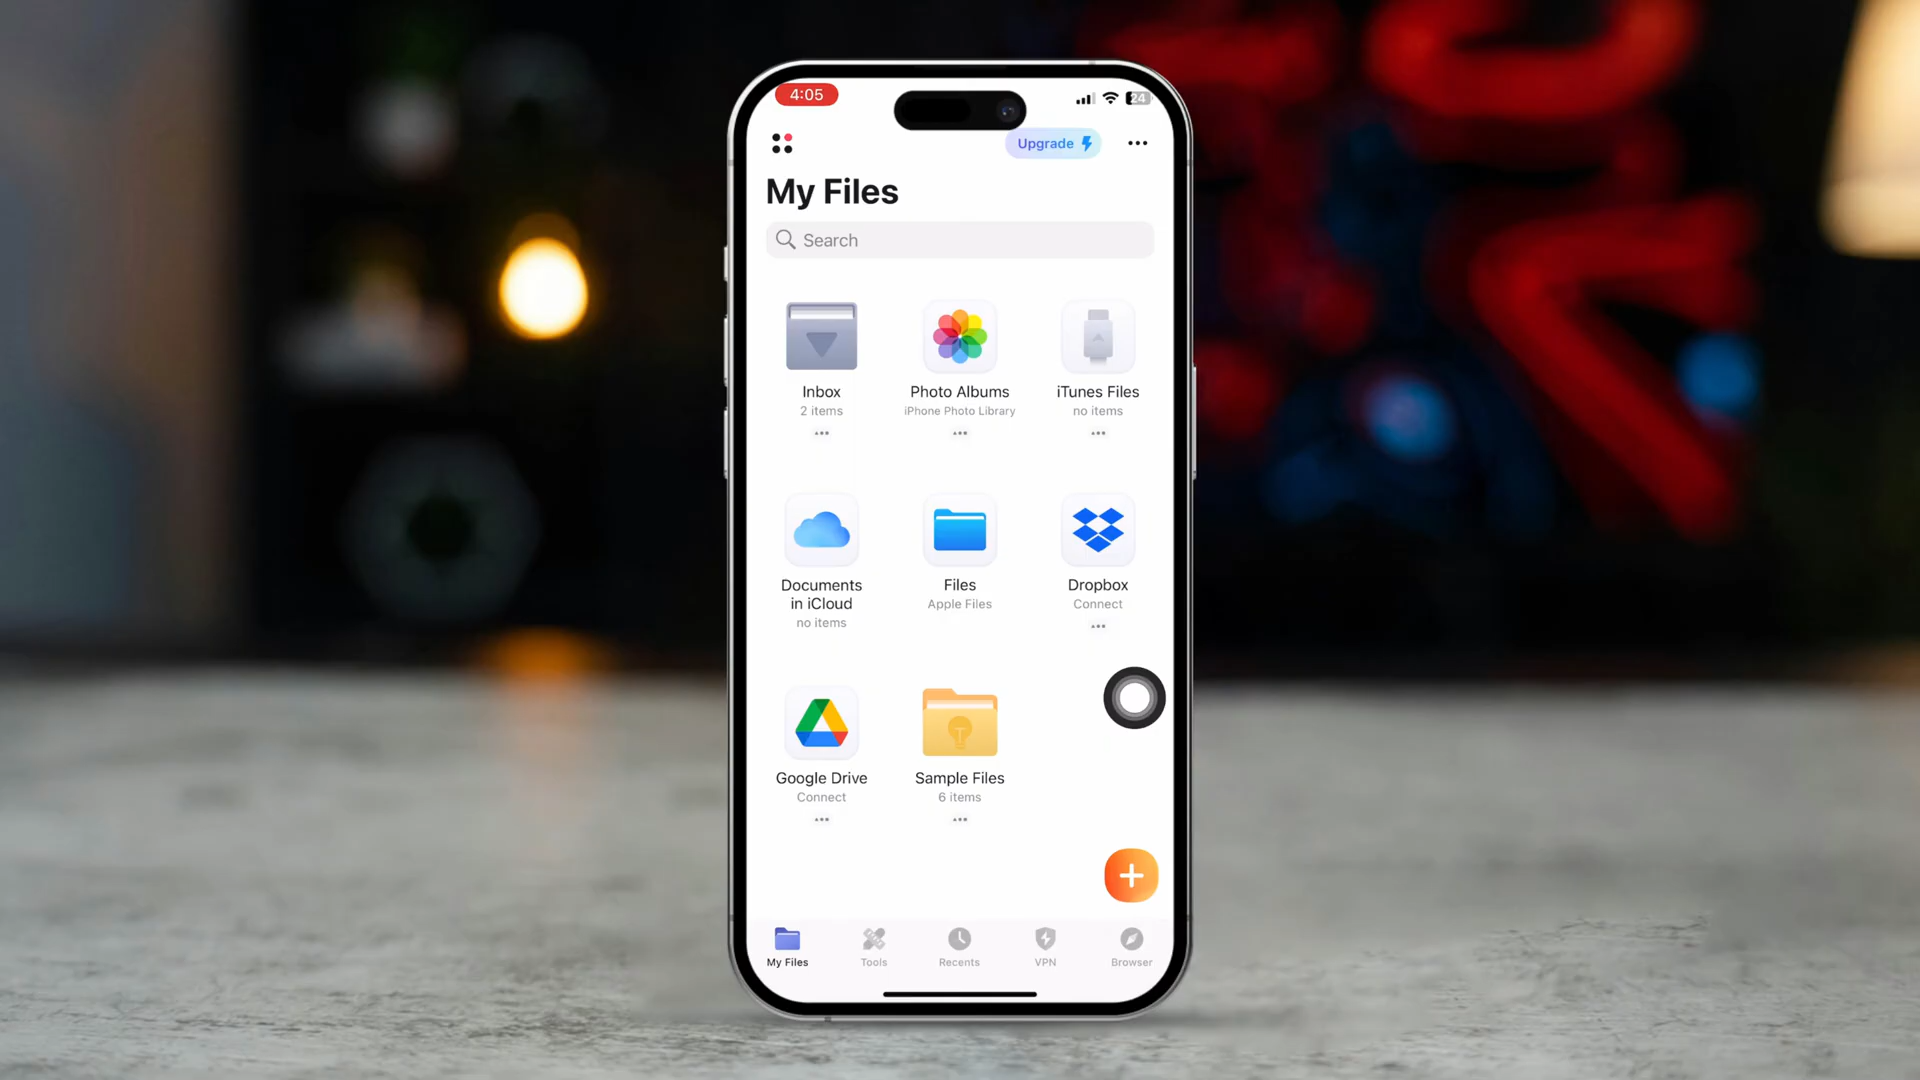 4:05
24
Upgrade
My Files
Search
Inbox
2 items
Photo Albums
iPhone Photo Library
iTunes Files
no items
Documents
in iCloud
no items
Files
Apple Files
Dropbox
Connect
Google Drive
Connect
Sample Files
6 items
My Files
Tools
Recents
VPN
Browser